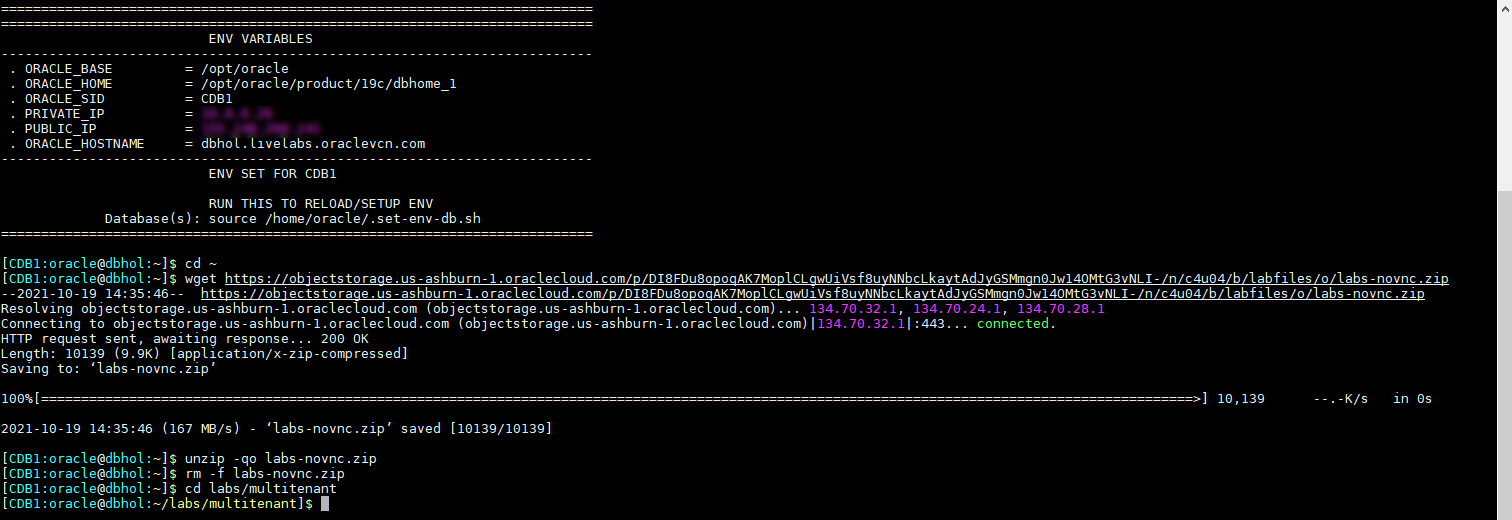 ==========================================================================
==========================================================================
ENV VARIABLES
--------------------------------------------------------------------------
. ORACLE_BASE = /opt/oracle
. ORACLE_HOME = /opt/oracle/product/19c/dbhome_1
. ORACLE_SID = CDB1
. PRIVATE_IP =
. PUBLIC_IP =
. ORACLE_HOSTNAME = dbhol.livelabs.oraclevcn.com
--------------------------------------------------------------------------
ENV SET FOR CDB1
RUN THIS TO RELOAD/SETUP ENV
Database(s): source /home/oracle/.set-env-db.sh
==========================================================================
[CDB1:oracle@dbhol:~]$ cd ~
[CDB1:oracle@dbhol:~]$ wget https://objectstorage.us-ashburn-1.oraclecloud.com/p/DI8FDu8opoqAK7MoplCLgwUiVsf8uyNNbcLkaytAdJyGSMmgn0Jw14OMtG3vNLI-/n/c4u04/b/labfiles/o/labs-novnc.zip
--2021-10-19 14:35:46-- https://objectstorage.us-ashburn-1.oraclecloud.com/p/DI8FDu8opoqAK7MoplCLgwUiVsf8uyNNbcLkaytAdJyGSMmgn0Jw14OMtG3vNLI-/n/c4u04/b/labfiles/o/labs-novnc.zip
Resolving objectstorage.us-ashburn-1.oraclecloud.com (objectstorage.us-ashburn-1.oraclecloud.com)... 134.70.32.1, 134.70.24.1, 134.70.28.1
Connecting to objectstorage.us-ashburn-1.oraclecloud.com (objectstorage.us-ashburn-1.oraclecloud.com)|134.70.32.1|:443... connected.
HTTP request sent, awaiting response... 200 OK
Length: 10139 (9.9K) [application/x-zip-compressed]
Saving to: ‘labs-novnc.zip’
100%[================================================================================================================================================>] 10,139 --.-K/s in 0s
2021-10-19 14:35:46 (167 MB/s) - ‘labs-novnc.zip’ saved [10139/10139]
[CDB1:oracle@dbhol:~]$ unzip -qo labs-novnc.zip
[CDB1:oracle@dbhol:~]$ rm -f labs-novnc.zip
[CDB1:oracle@dbhol:~]$ cd labs/multitenant
[CDB1:oracle@dbhol:~/labs/multitenant]$